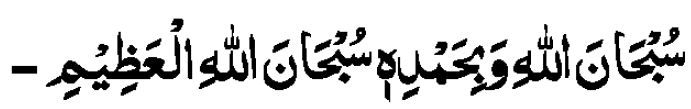 سُبْحَانَ اللهِ وَبِحَمْدِهٖ سُبْحَانَ اللهِ الْعَظِيْمِ –